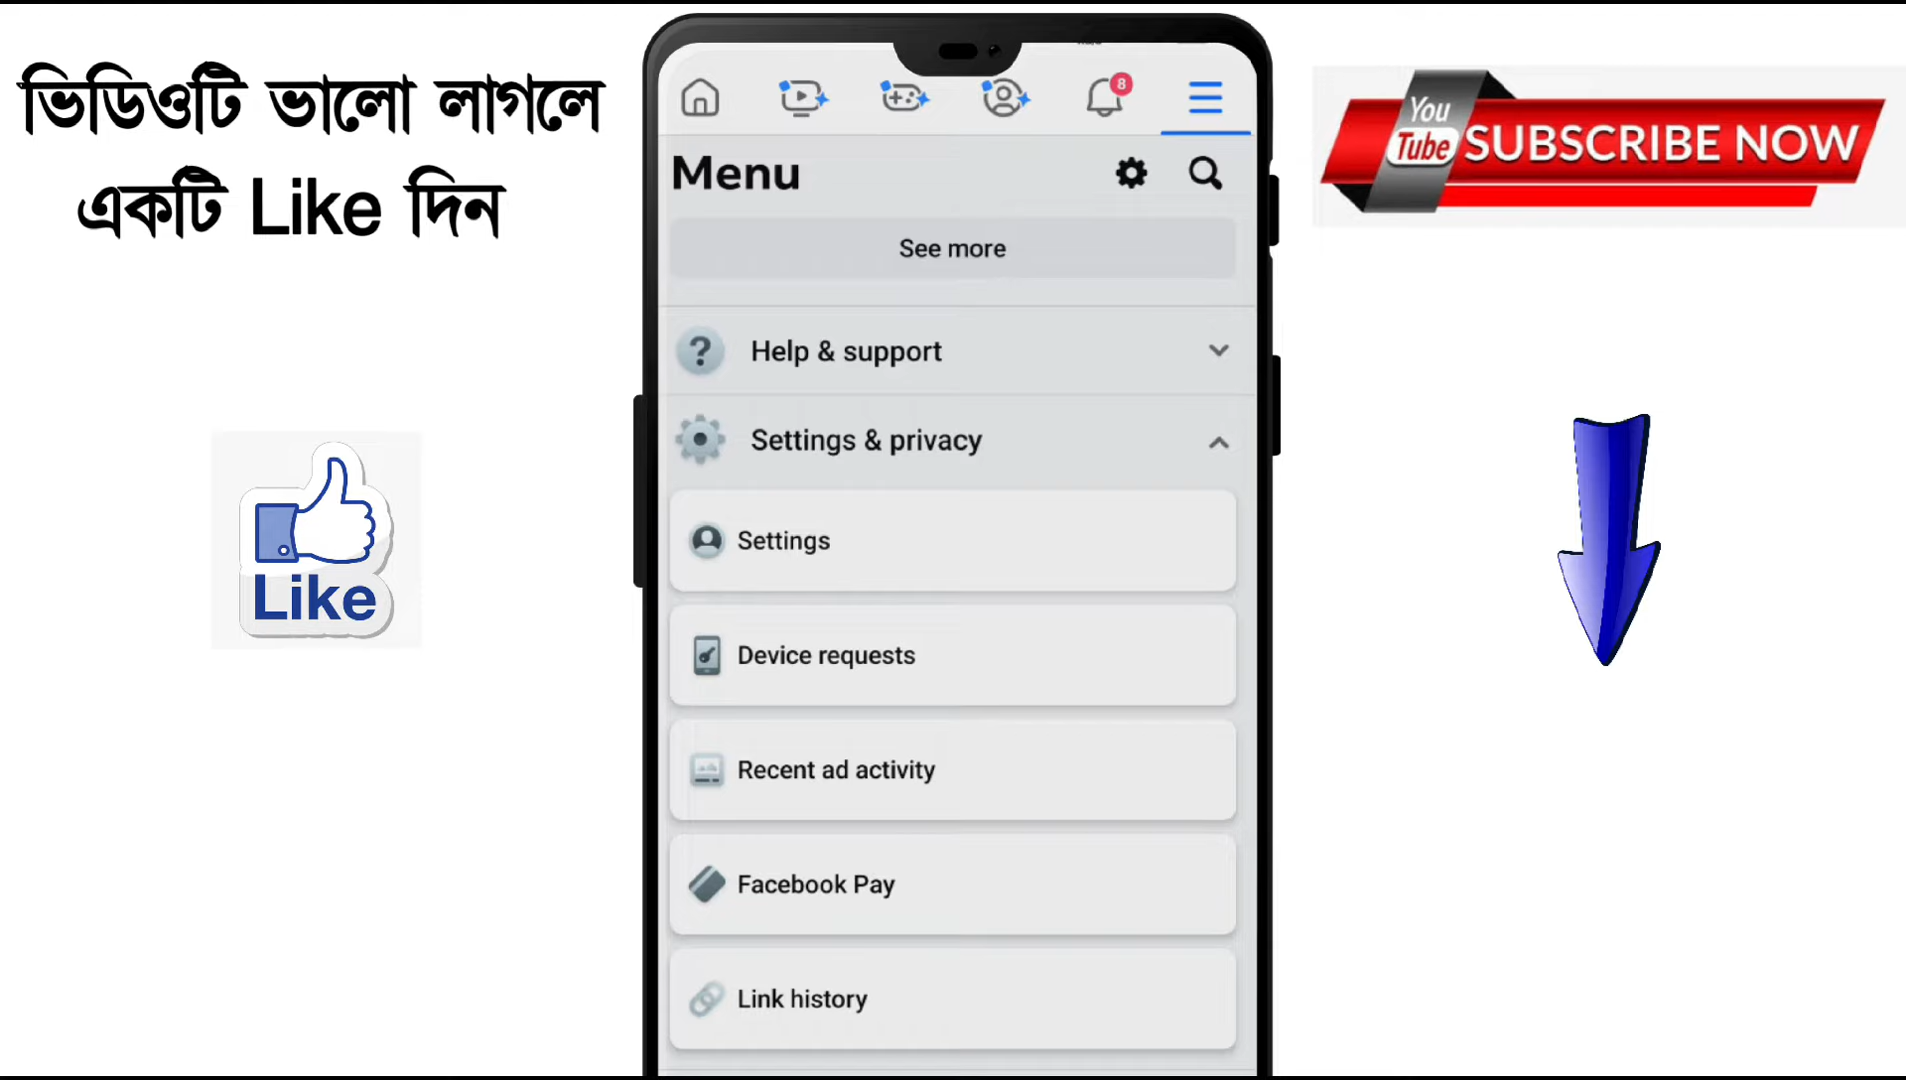 ভিডিওটি ভালো লাগলে
একটি Like দিন
Like
8
Menu
See more
Help & support
Settings & privacy
Settings
Device requests
Recent ad activity
Facebook Pay
Link history
You
Tube
SUBSCRIBE NOW